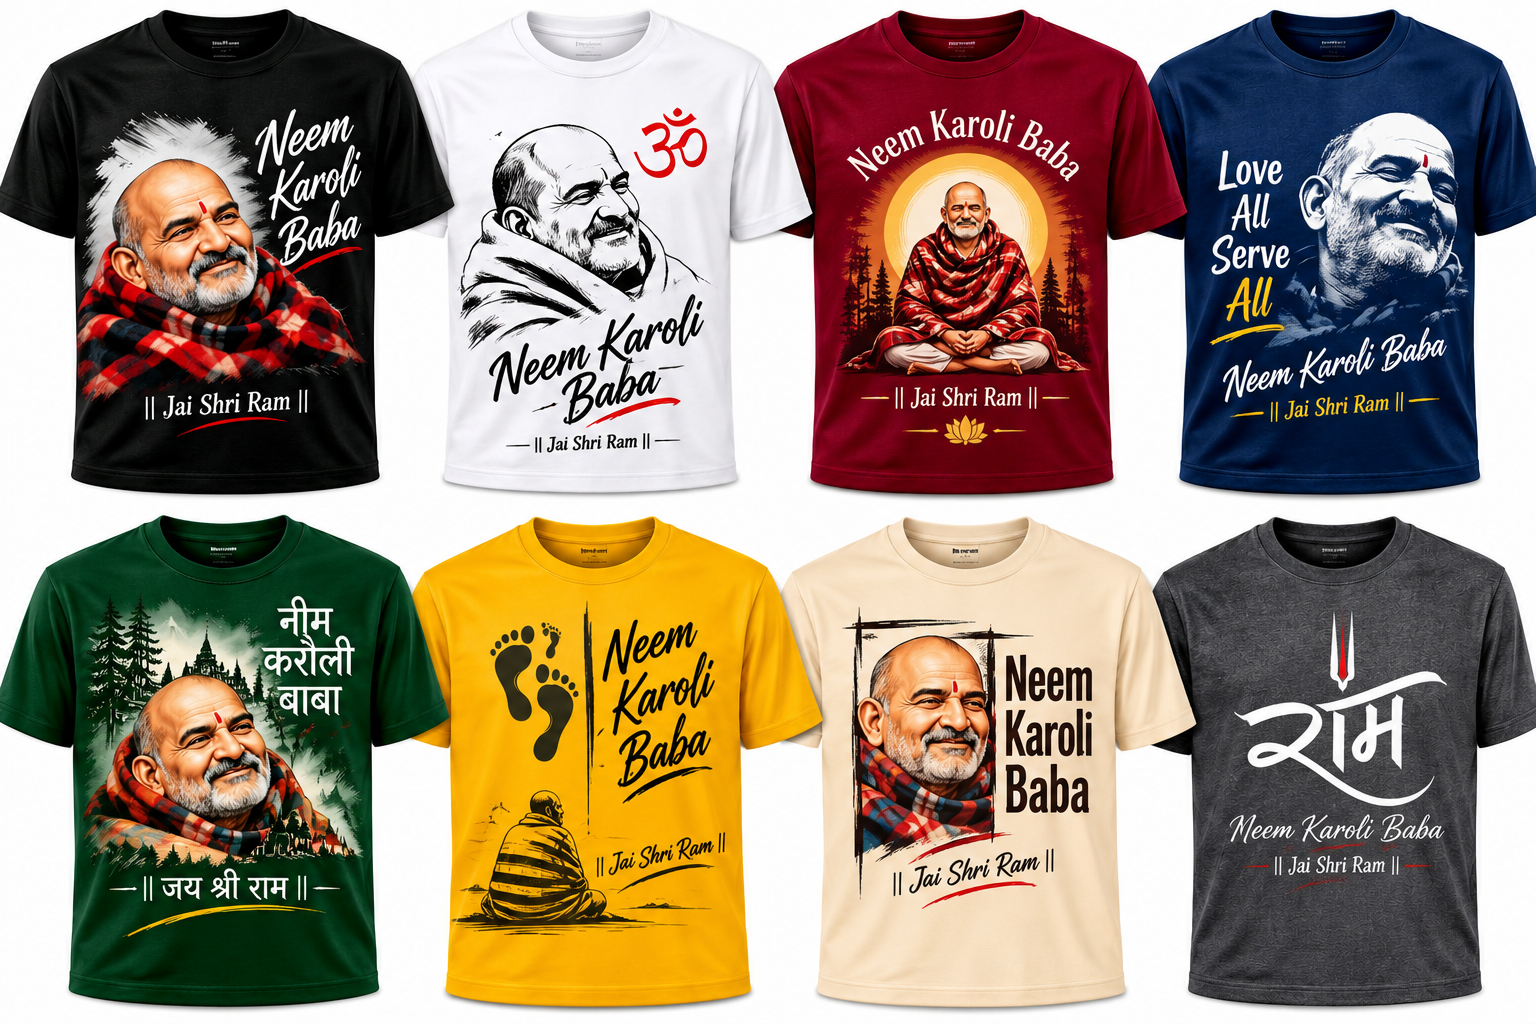 Neem
Karoli
Baba
|| Jai Shri Ram ||
ॐ
Neem Karoli
Baba
|| Jai Shri Ram ||
Neem Karoli Baba
|| Jai Shri Ram ||
Love
All
Serve
All
Neem Karoli Baba
|| Jai Shri Ram ||
नीम
करौली
बाबा
|| जय श्री राम ||
Neem
Karoli
Baba
|| Jai Shri Ram ||
Neem
Karoli
Baba
|| Jai Shri Ram ||
राम
Meem Karoli Baba
|| Jai Shri Ram ||